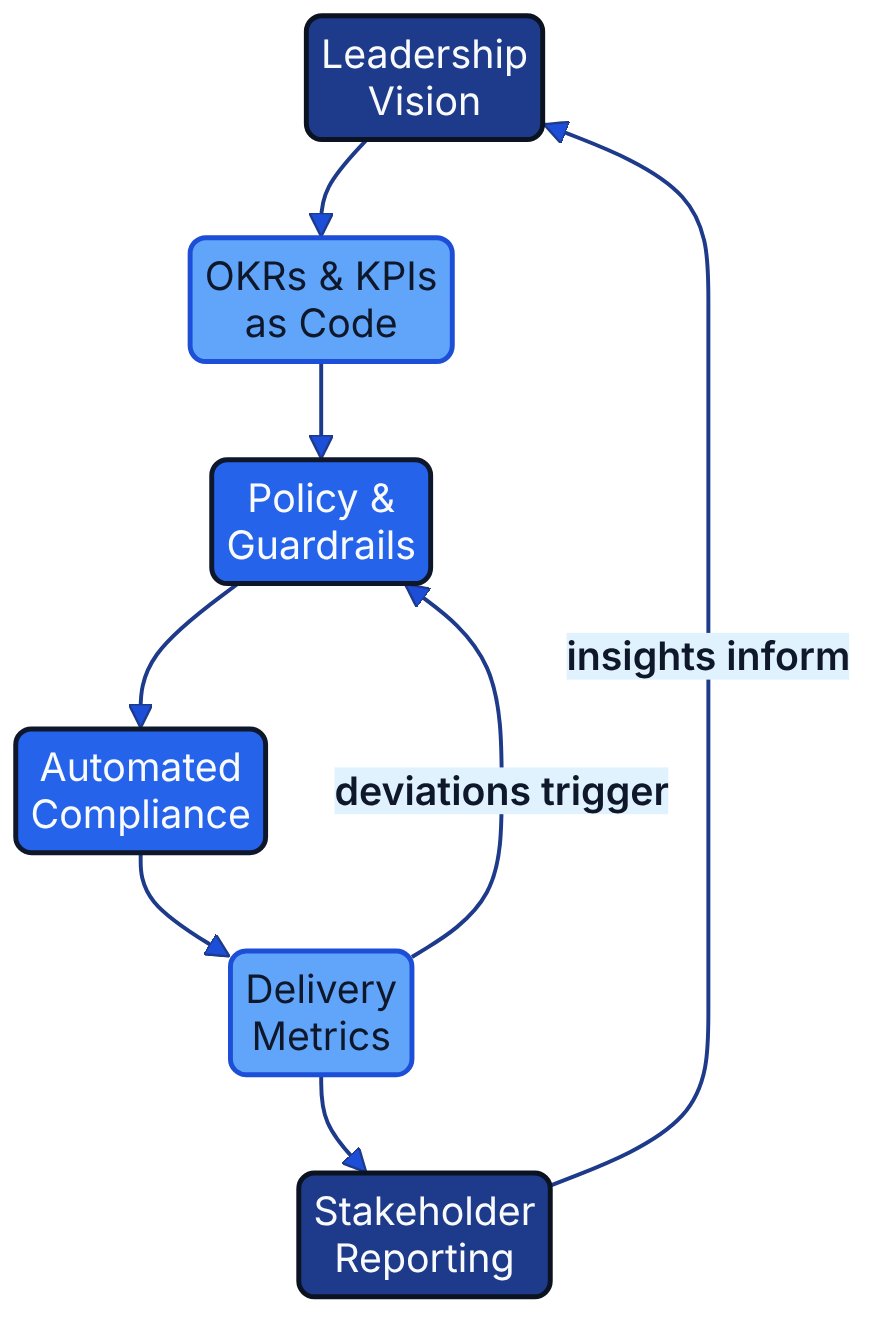 Leadership
Vision
OKRs & KPIs
as Code
Policy &
Guardrails
insights inform
Automated
Compliance
deviations trigger
Delivery
Metrics
Stakeholder
Reporting